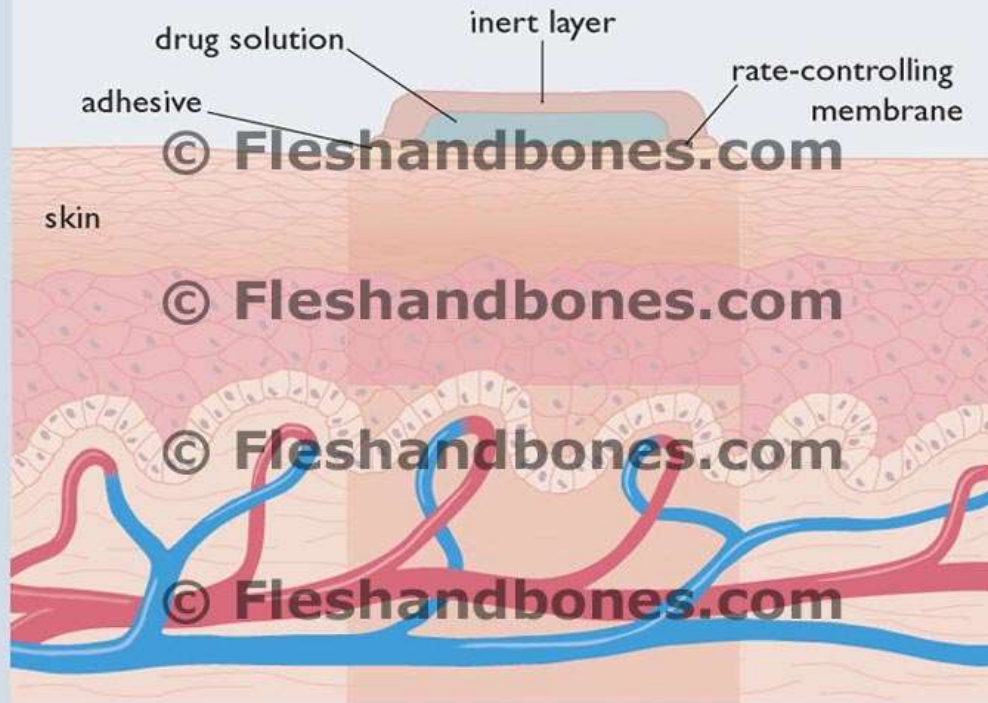 inert layer
drug solution
rate-controlling
membrane
adhesive
© Fleshandbones.com
skin
© Fleshandbones.com
© Fleshandbones.com
© Fleshandbones.com